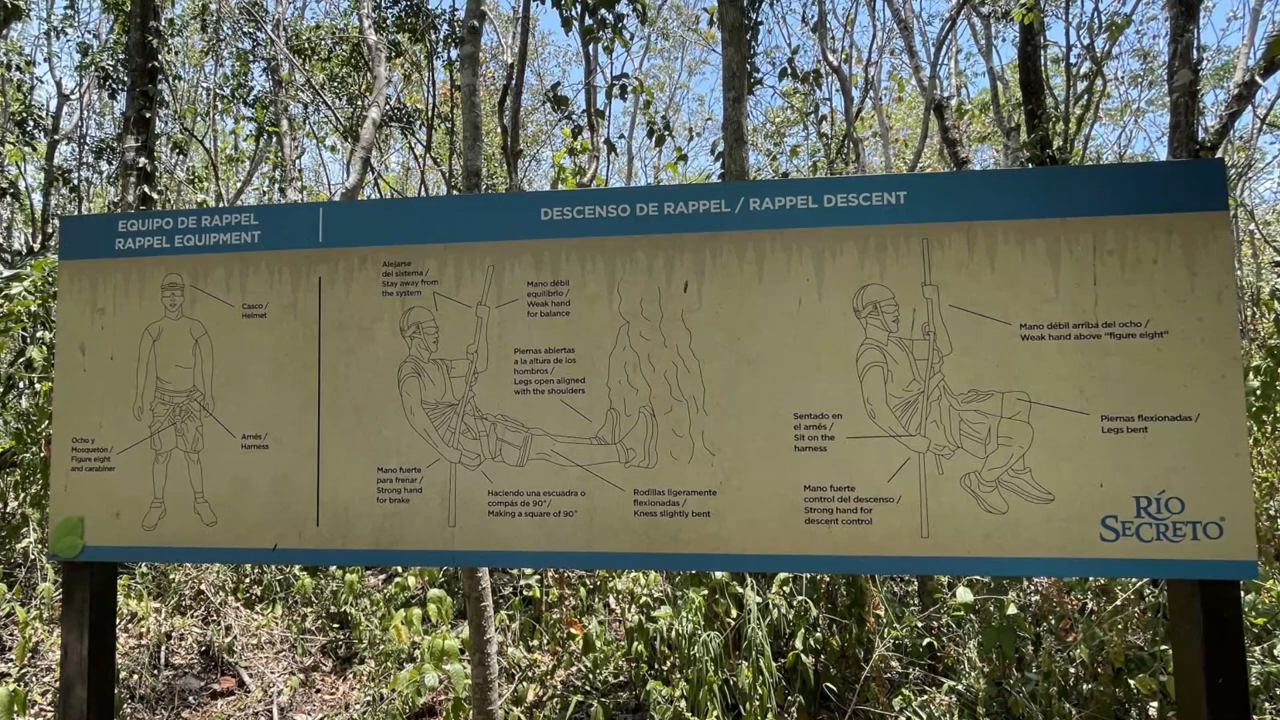 EQUIPO DE RAPPEL
RAPPEL EQUIPMENT
DESCENSO DE RAPPEL / RAPPEL DESCENT
Casco /
Helmet
Ocho y
Mosquetón /
Figure eight
and carabiner
Arnés /
Harness
Alejarse
del sistema /
Stay away from
the system
Mano débil
equilibrio /
Weak hand
for balance
Piernas abiertas
a la altura de los
hombros /
Legs open aligned
with the shoulders
Mano fuerte
para frenar /
Strong hand
for brake
Haciendo una escuadra o
compás de 90°/
Making a square of 90°
Rodillas ligeramente
flexionadas /
Kness slightly bent
Mano débil arriba del ocho /
Weak hand above "figure eight"
Sentado en
el arnés /
Sit on the
harness
Piernas flexionadas /
Legs bent
Mano fuerte
control del descenso /
Strong hand for
descent control
RÍO
SECRETO®